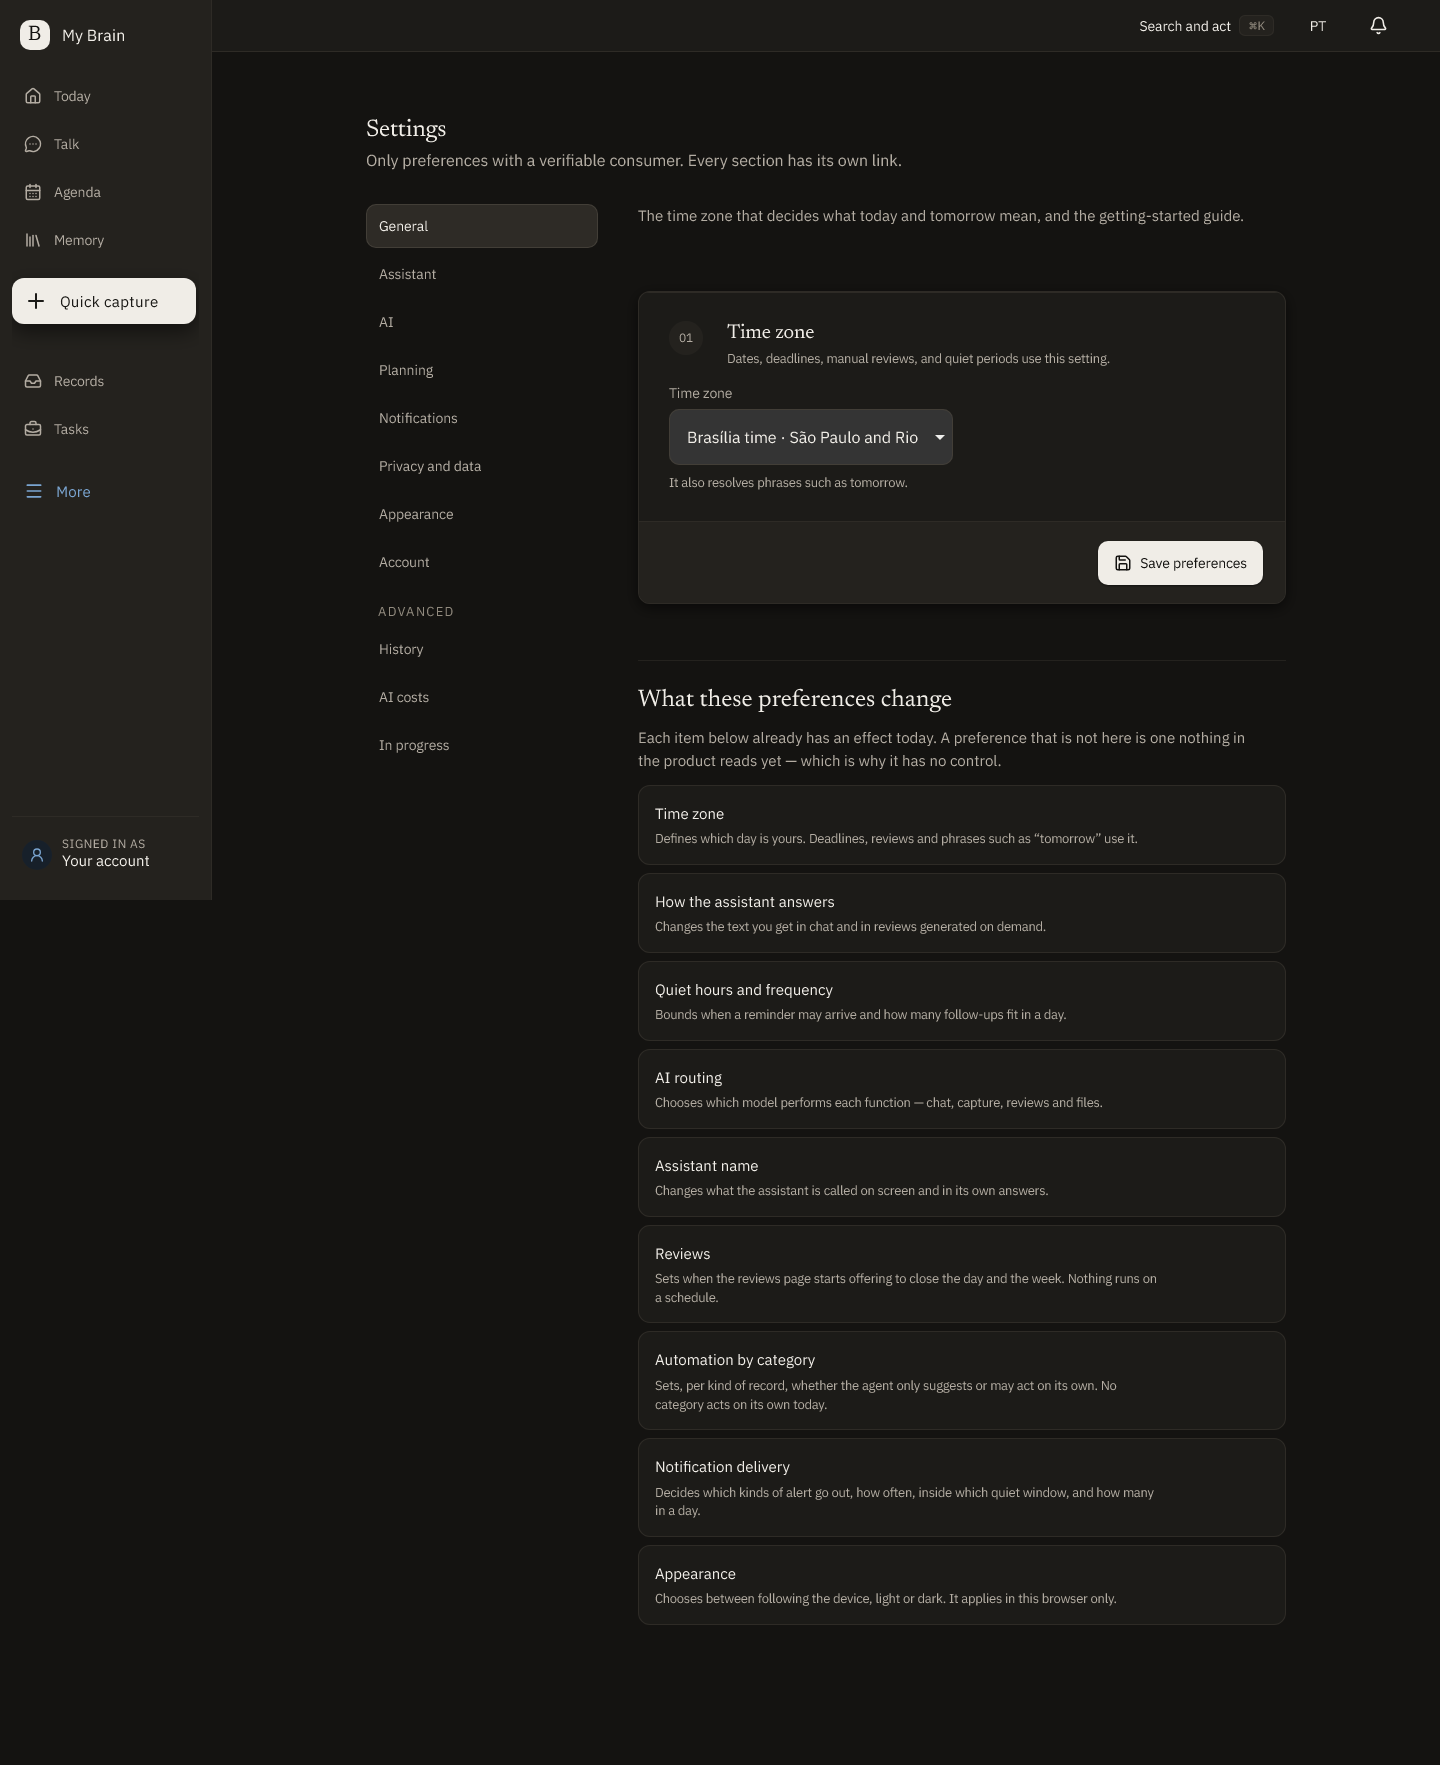 B My Brain
Search and act ⌘K PT
Today
Talk
Agenda
Memory
Quick capture
Records
Tasks
More
SIGNED IN AS
Your account
Settings
Only preferences with a verifiable consumer. Every section has its own link.
General
Assistant
AI
Planning
Notifications
Privacy and data
Appearance
Account
ADVANCED
History
AI costs
In progress
The time zone that decides what today and tomorrow mean, and the getting-started guide.
01
Time zone
Dates, deadlines, manual reviews, and quiet periods use this setting.
Time zone
Brasília time · São Paulo and Rio
It also resolves phrases such as tomorrow.
Save preferences
What these preferences change
Each item below already has an effect today. A preference that is not here is one nothing in
the product reads yet — which is why it has no control.
Time zone
Defines which day is yours. Deadlines, reviews and phrases such as “tomorrow” use it.
How the assistant answers
Changes the text you get in chat and in reviews generated on demand.
Quiet hours and frequency
Bounds when a reminder may arrive and how many follow-ups fit in a day.
AI routing
Chooses which model performs each function — chat, capture, reviews and files.
Assistant name
Changes what the assistant is called on screen and in its own answers.
Reviews
Sets when the reviews page starts offering to close the day and the week. Nothing runs on
a schedule.
Automation by category
Sets, per kind of record, whether the agent only suggests or may act on its own. No
category acts on its own today.
Notification delivery
Decides which kinds of alert go out, how often, inside which quiet window, and how many
in a day.
Appearance
Chooses between following the device, light or dark. It applies in this browser only.